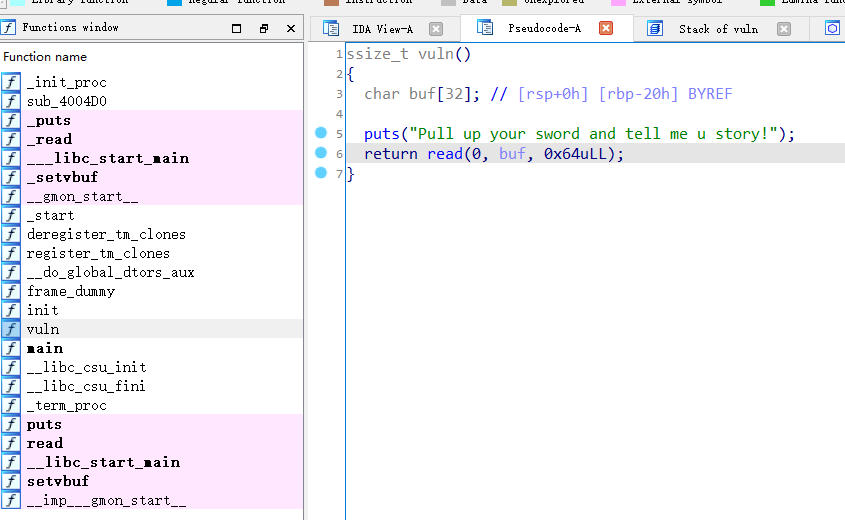 Library function Regular function Instruction Data Unexplored External symbol Lumina function
Functions window
IDA View-A Pseudocode-A Stack of vuln
Function name
_init_proc
sub_4004D0
_puts
_read
___libc_start_main
_setvbuf
__gmon_start__
_start
deregister_tm_clones
register_tm_clones
__do_global_dtors_aux
frame_dummy
init
vuln
main
__libc_csu_init
__libc_csu_fini
_term_proc
puts
read
__libc_start_main
setvbuf
__imp___gmon_start__
1 ssize_t vuln()
2 {
3 char buf[32]; // [rsp+0h] [rbp-20h] BYREF
4
5 puts("Pull up your sword and tell me u story!");
6 return read(0, buf, 0x64uLL);
7 }